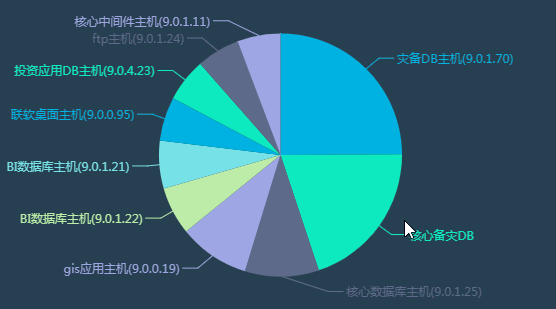 核心中间件主机(9.0.1.11)
ftp主机(9.0.1.24)
灾备DB主机(9.0.1.70)
投资应用DB主机(9.0.4.23)
联软桌面主机(9.0.0.95)
BI数据库主机(9.0.1.21)
BI数据库主机(9.0.1.22)
核心备灾DB
gis应用主机(9.0.0.19)
核心数据库主机(9.0.1.25)